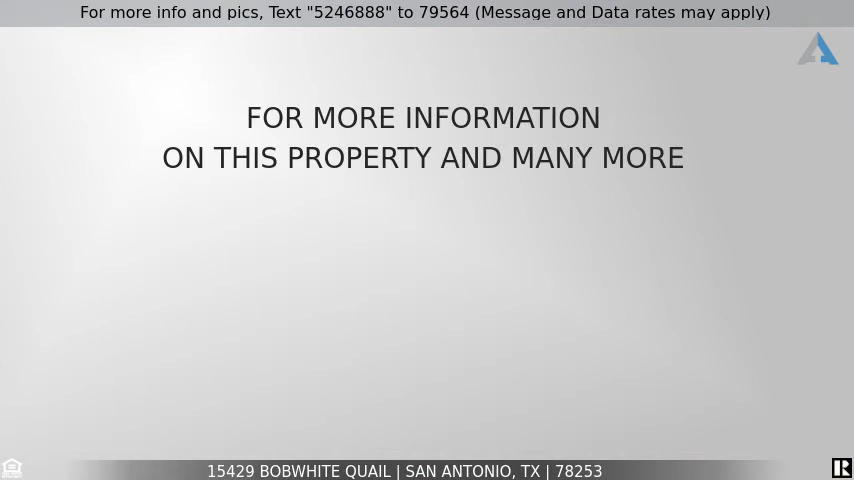 For more info and pics, Text "5246888" to 79564 (Message and Data rates may apply)
FOR MORE INFORMATION
ON THIS PROPERTY AND MANY MORE
15429 BOBWHITE QUAIL | SAN ANTONIO, TX | 78253